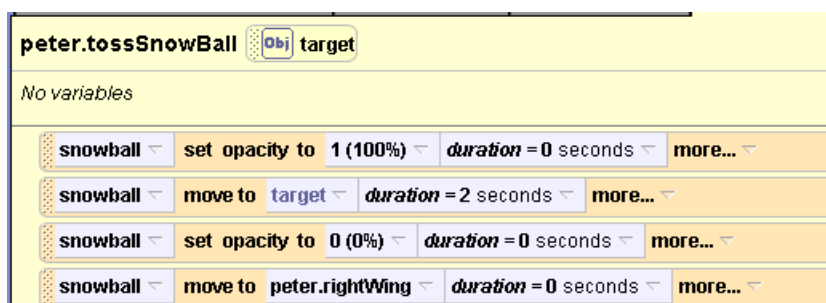 peter.tossSnowBall Obj target
No variables
snowball set opacity to 1 (100%) duration = 0 seconds more...
snowball move to target duration = 2 seconds more...
snowball set opacity to 0 (0%) duration = 0 seconds more...
snowball move to peter.rightWing duration = 0 seconds more...